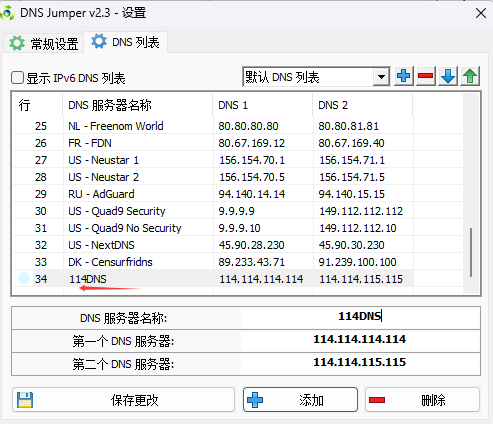 DNS Jumper v2.3 - 设置
常规设置 DNS 列表
显示 IPv6 DNS 列表 默认 DNS 列表
行 DNS 服务器名称 DNS 1 DNS 2
25 NL - Freenom World 80.80.80.80 80.80.81.81
26 FR - FDN 80.67.169.12 80.67.169.40
27 US - Neustar 1 156.154.70.1 156.154.71.1
28 US - Neustar 2 156.154.70.5 156.154.71.5
29 RU - AdGuard 94.140.14.14 94.140.15.15
30 US - Quad9 Security 9.9.9.9 149.112.112.112
31 US - Quad9 No Security 9.9.9.10 149.112.112.10
32 US - NextDNS 45.90.28.230 45.90.30.230
33 DK - Censurfridns 89.233.43.71 91.239.100.100
34 114DNS 114.114.114.114 114.114.115.115
DNS 服务器名称: 114DNS
第一个 DNS 服务器: 114.114.114.114
第二个 DNS 服务器: 114.114.115.115
保存更改 添加 刪除